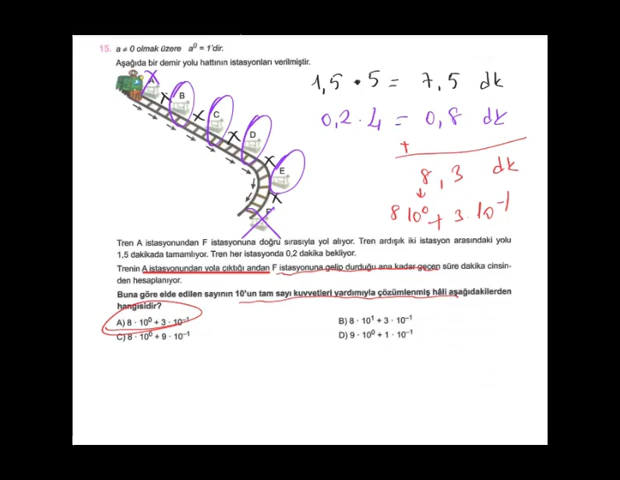 15. a ≠ 0 olmak üzere a⁰ = 1'dir.
Aşağıda bir demir yolu hattının istasyonları verilmiştir.
A
B
C
D
E
F
1,5 · 5 = 7,5 dk
0,2 . 4 = 0,8 dk
+
8,3 dk
8 10⁰ + 3. 10⁻¹
Tren A istasyonundan F istasyonuna doğru sırasıyla yol alıyor. Tren ardışık iki istasyon arasındaki yolu
1,5 dakikada tamamlıyor. Tren her istasyonda 0,2 dakika bekliyor.
Trenin A istasyonundan yola çıktığı andan F istasyonuna gelip durduğu ana kadar geçen süre dakika cinsin-
den hesaplanıyor.
Buna göre elde edilen sayının 10'un tam sayı kuvvetleri yardımıyla çözümlenmiş hâli aşağıdakilerden
hangisidir?
A) 8 · 10⁰ + 3 · 10⁻¹
B) 8 · 10¹ + 3 · 10⁻¹
C) 8 · 10⁰ + 9 · 10⁻¹
D) 9 · 10⁰ + 1 · 10⁻¹